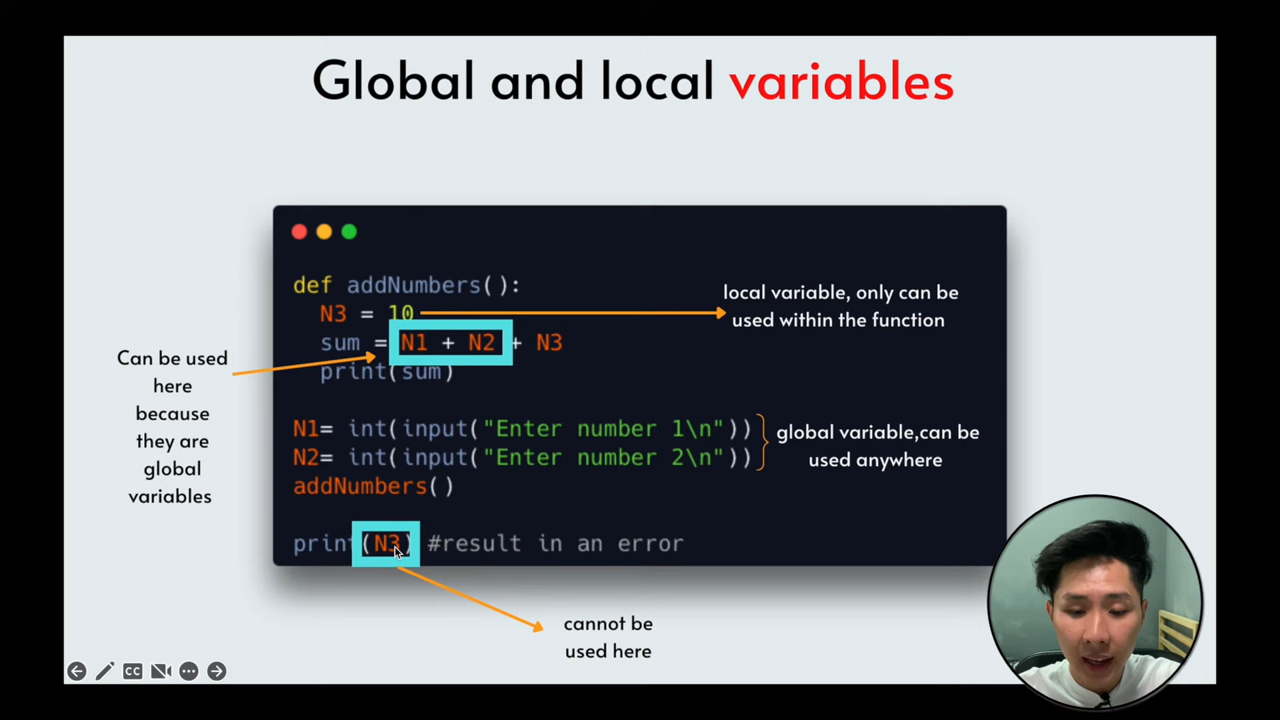 Global and local variables
def addNumbers():
N3 = 10
sum = N1 + N2 + N3
print(sum)
N1= int(input("Enter number 1\n"))
N2= int(input("Enter number 2\n"))
addNumbers()
print(N3) #result in an error
local variable, only can be
used within the function
Can be used
here
because
they are
global
variables
global variable,can be
used anywhere
cannot be
used here
CC